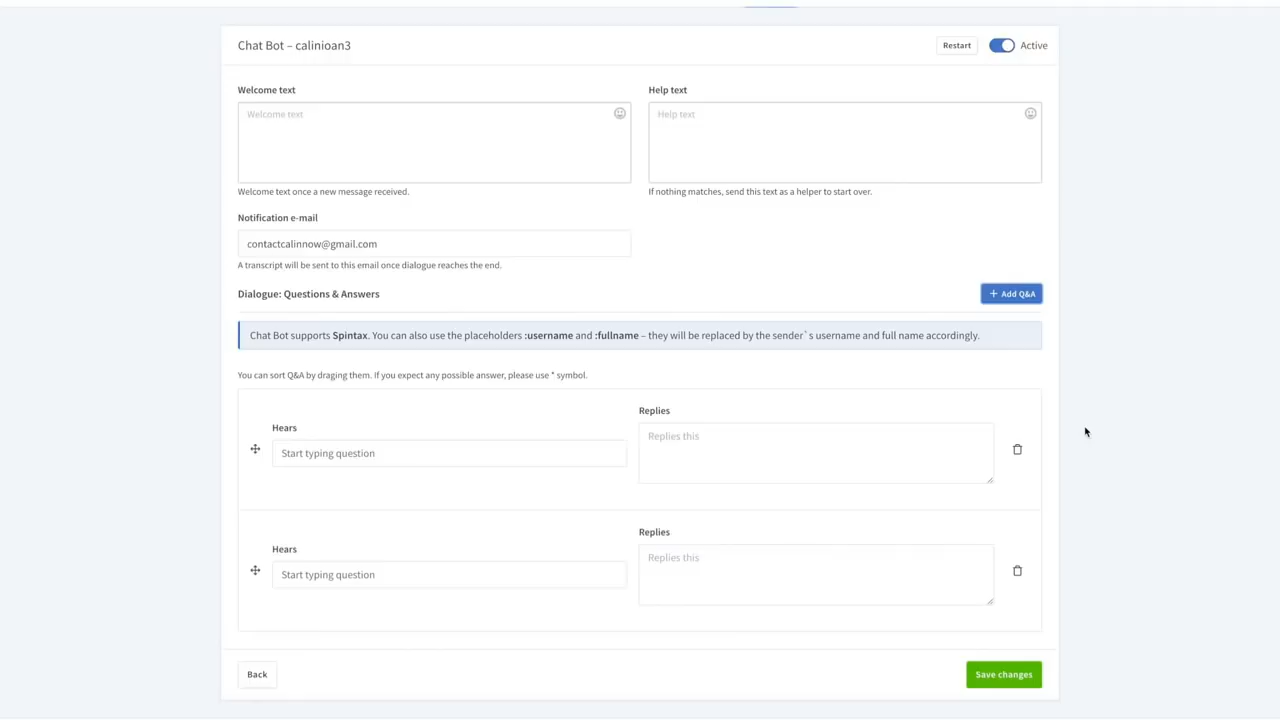 Chat Bot – calinioan3
Restart
Active
Welcome text
Help text
Welcome text
Help text
Welcome text once a new message received.
If nothing matches, send this text as a helper to start over.
Notification e-mail
contactcalinnow@gmail.com
A transcript will be sent to this email once dialogue reaches the end.
Dialogue: Questions & Answers
+ Add Q&A
Chat Bot supports Spintax. You can also use the placeholders :username and :fullname – they will be replaced by the sender`s username and full name accordingly.
You can sort Q&A by draging them. If you expect any possible answer, please use * symbol.
Hears
Start typing question
Replies
Replies this
Hears
Start typing question
Replies
Replies this
Back
Save changes